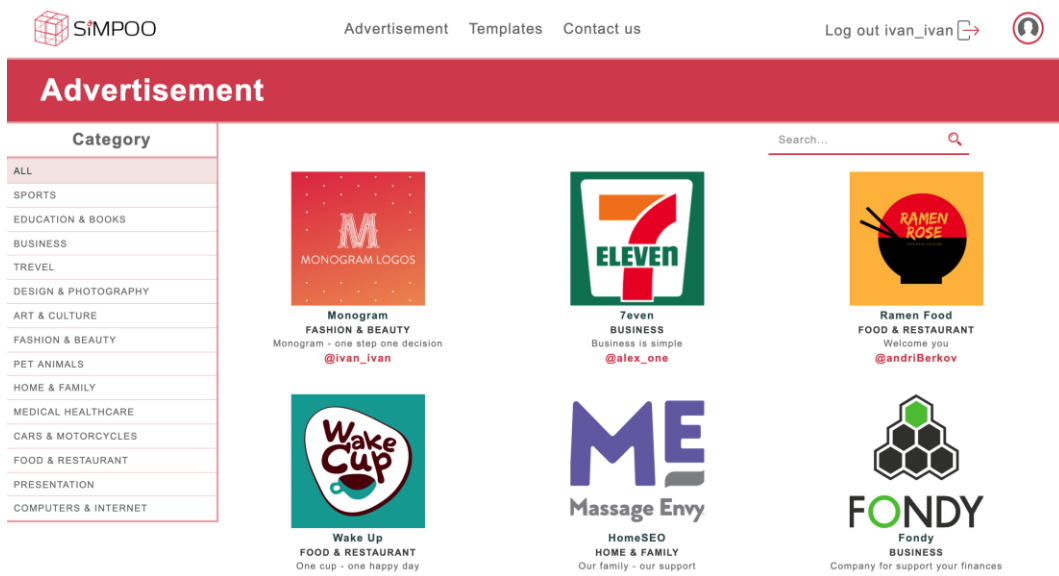 SiMPOO
Advertisement Templates Contact us
Log out ivan_ivan
Advertisement
Category
ALL
SPORTS
EDUCATION & BOOKS
BUSINESS
TREVEL
DESIGN & PHOTOGRAPHY
ART & CULTURE
FASHION & BEAUTY
PET ANIMALS
HOME & FAMILY
MEDICAL HEALTHCARE
CARS & MOTORCYCLES
FOOD & RESTAURANT
PRESENTATION
COMPUTERS & INTERNET
Search...
M
MONOGRAM LOGOS
Monogram
FASHION & BEAUTY
Monogram - one step one decision
@ivan_ivan
7
ELEVEn
7even
BUSINESS
Business is simple
@alex_one
RAMEN
ROSE
Ramen Food
FOOD & RESTAURANT
Welcome you
@andriBerkov
Wake
Cup
Wake Up
FOOD & RESTAURANT
One cup - one happy day
ME
Massage Envy
HomeSEO
HOME & FAMILY
Our family - our support
FONDY
Fondy
BUSINESS
Company for support your finances